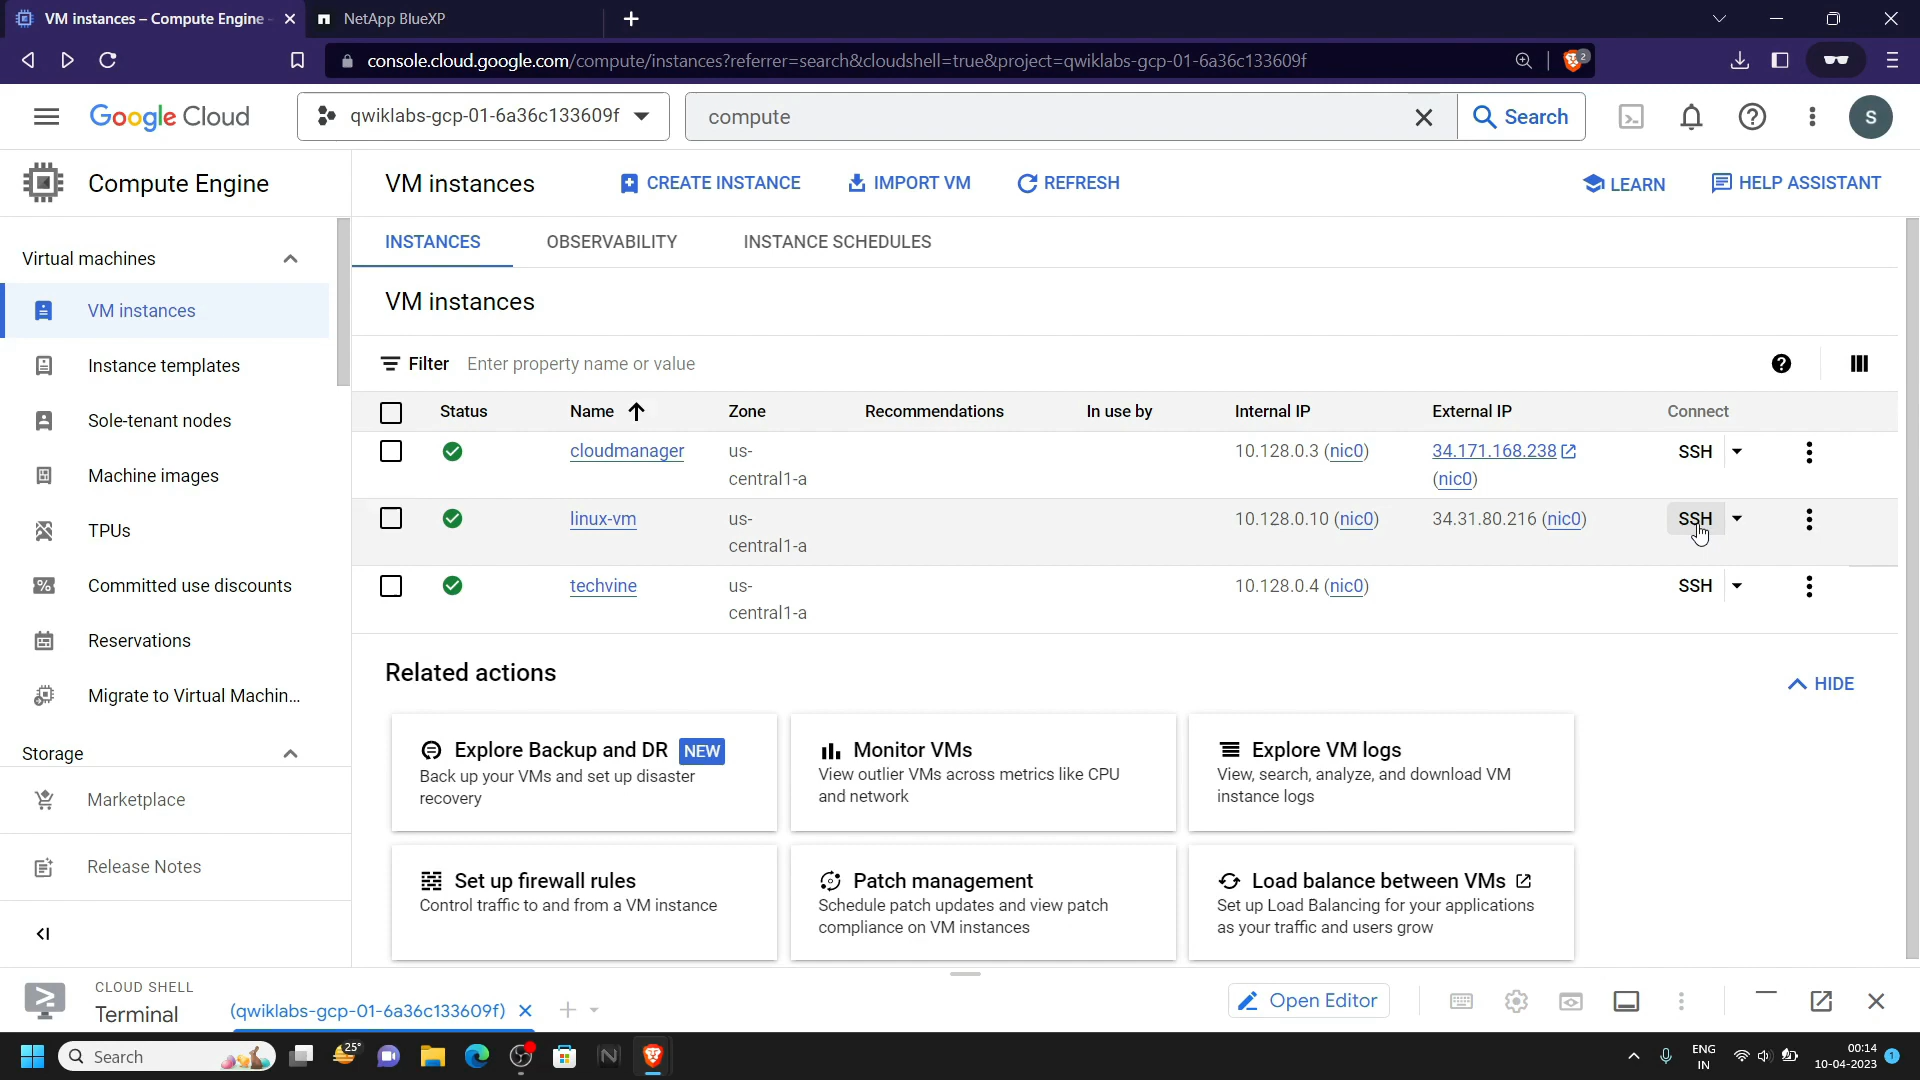 VM instances – Compute Engine -
NetApp BlueXP
console.cloud.google.com/compute/instances?referrer=search&cloudshell=true&project=qwiklabs-gcp-01-6a36c133609f
2
Google Cloud
qwiklabs-gcp-01-6a36c133609f
compute
Search
S
Compute Engine
VM instances
CREATE INSTANCE
IMPORT VM
REFRESH
LEARN
HELP ASSISTANT
Virtual machines
VM instances
Instance templates
Sole-tenant nodes
Machine images
TPUs
Committed use discounts
Reservations
Migrate to Virtual Machin...
Storage
Marketplace
Release Notes
INSTANCES OBSERVABILITY INSTANCE SCHEDULES
VM instances
Filter Enter property name or value
Status Name Zone Recommendations In use by Internal IP External IP Connect
cloudmanager us- 10.128.0.3 (nic0) 34.171.168.238 SSH
central1-a (nic0)
linux-vm us- 10.128.0.10 (nic0) 34.31.80.216 (nic0) SSH
central1-a
techvine us- 10.128.0.4 (nic0) SSH
central1-a
Related actions
HIDE
Explore Backup and DR NEW
Back up your VMs and set up disaster
recovery
Monitor VMs
View outlier VMs across metrics like CPU
and network
Explore VM logs
View, search, analyze, and download VM
instance logs
Set up firewall rules
Control traffic to and from a VM instance
Patch management
Schedule patch updates and view patch
compliance on VM instances
Load balance between VMs
Set up Load Balancing for your applications
as your traffic and users grow
CLOUD SHELL
Terminal
(qwiklabs-gcp-01-6a36c133609f)
Open Editor
Search
25°
ENG
IN
00:14
10-04-2023
1